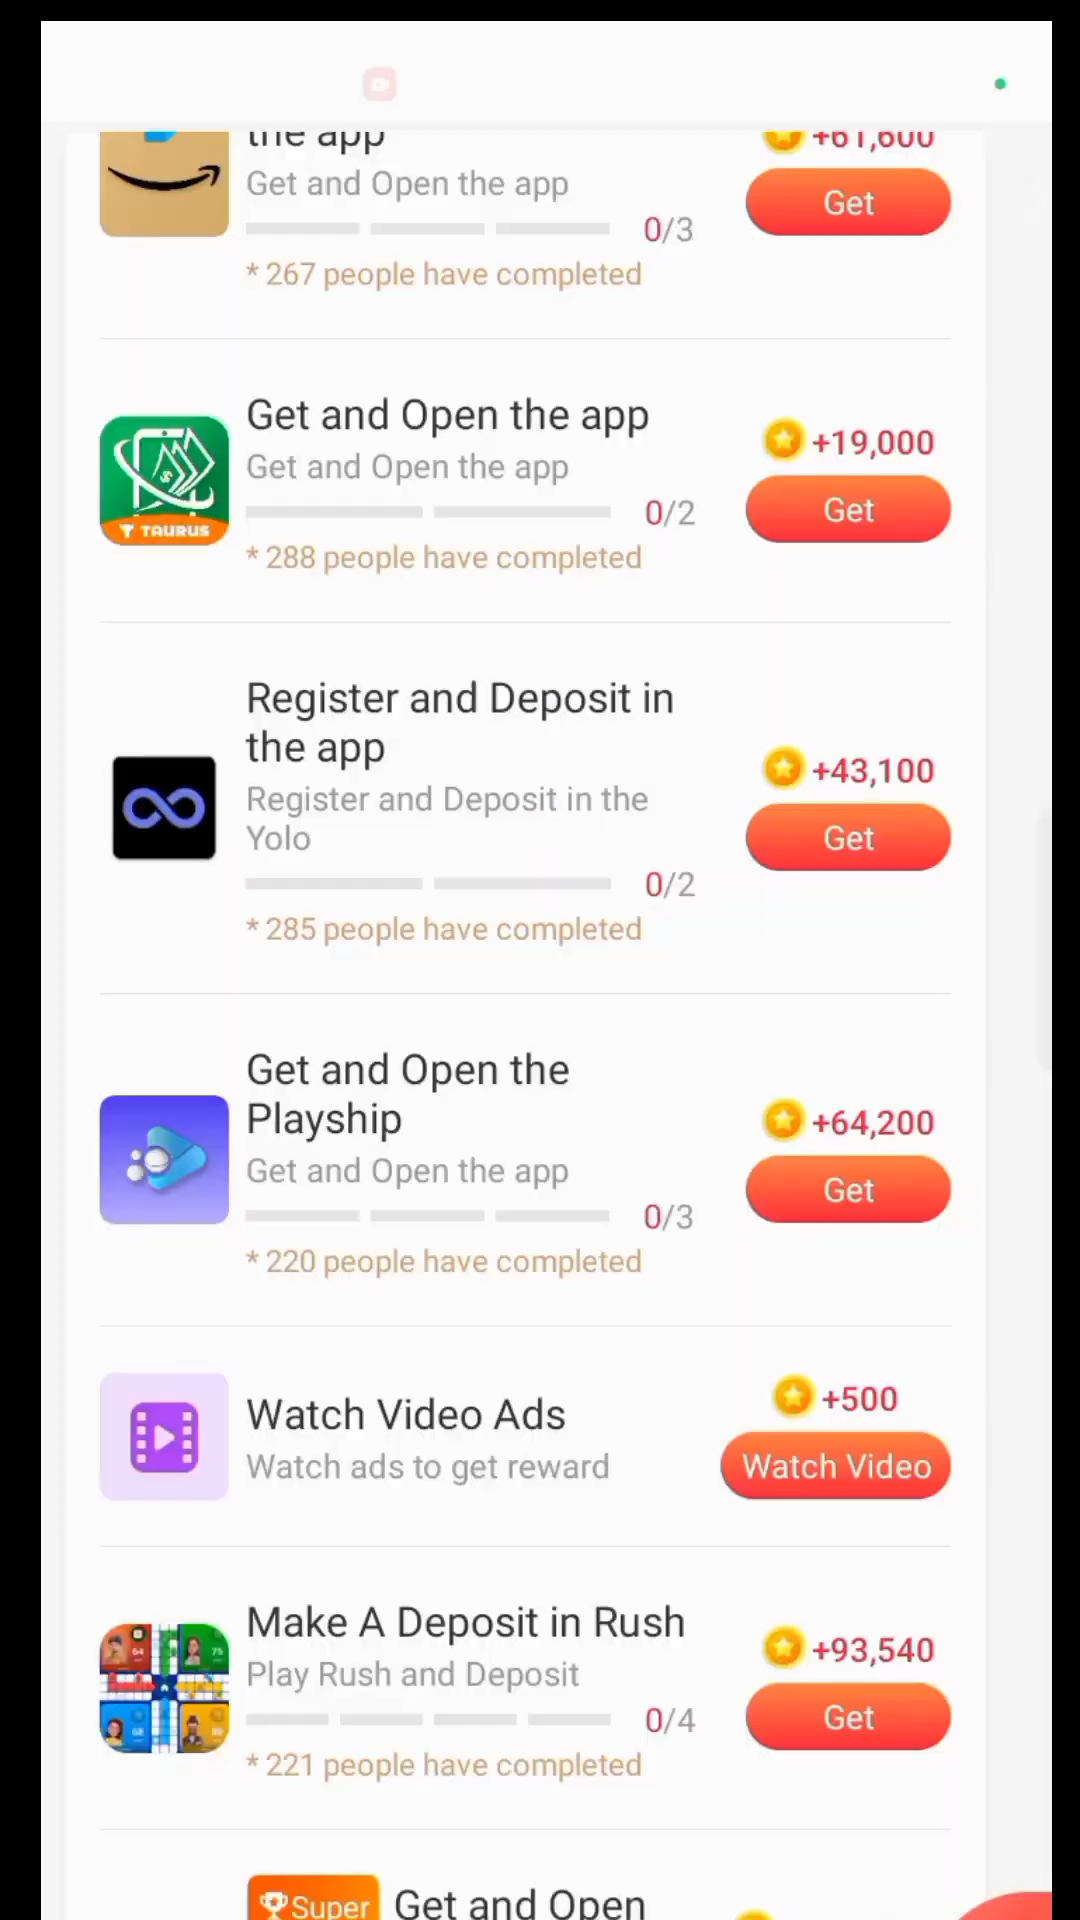 the app
+61,600
Get and Open the app
Get
0/3
* 267 people have completed
Get and Open the app
+19,000
Get and Open the app
Get
0/2
TAURUS
* 288 people have completed
Register and Deposit in
the app
+43,100
Register and Deposit in the
Yolo
Get
0/2
* 285 people have completed
Get and Open the
Playship
+64,200
Get and Open the app
Get
0/3
* 220 people have completed
Watch Video Ads
+500
Watch ads to get reward
Watch Video
Make A Deposit in Rush
+93,540
Play Rush and Deposit
Get
0/4
* 221 people have completed
Super
Get and Open